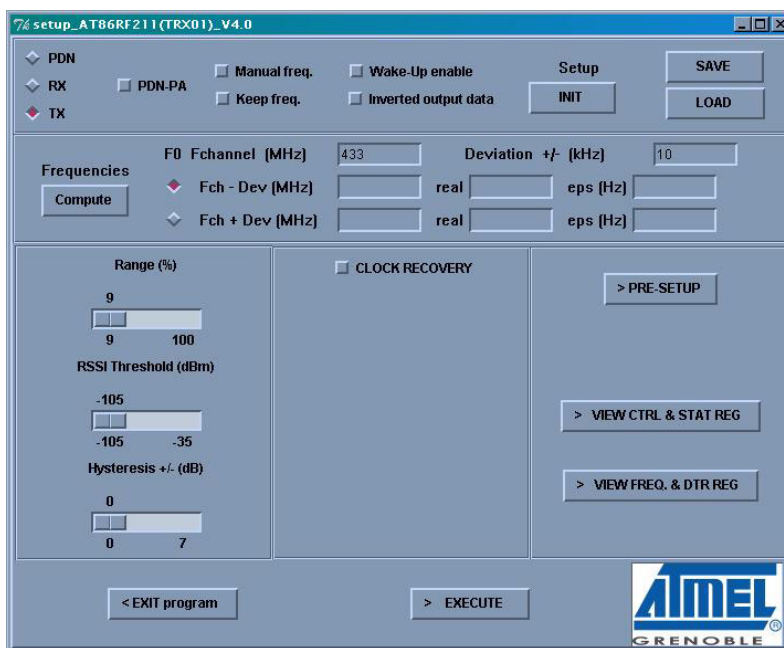 7% setup_AT86RF211(TRX01)_V4.0
PDN
RX
TX
PDN-PA
Manual freq.
Keep freq.
Wake-Up enable
Inverted output data
Setup
INIT
SAVE
LOAD
Frequencies
Compute
F0 Fchannel (MHz) 433 Deviation +/- (kHz) 10
Fch - Dev (MHz) real eps (Hz)
Fch + Dev (MHz) real eps (Hz)
Range (%)
9
9 100
RSSI Threshold (dBm)
-105
-105 -35
Hysteresis +/- (dB)
0
0 7
CLOCK RECOVERY
> PRE-SETUP
> VIEW CTRL & STAT REG
> VIEW FREQ. & DTR REG
< EXIT program
> EXECUTE
ATMEL ®
GRENOBLE